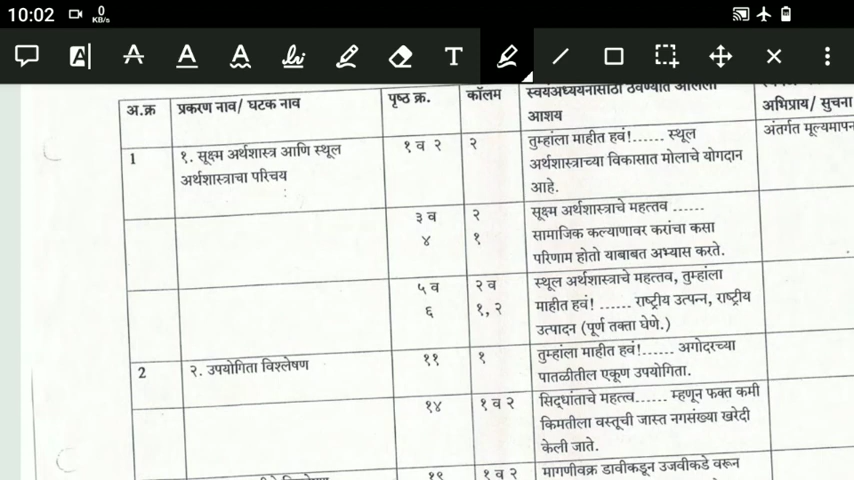 10:02 0 KB/s
T
स्वयंअध्ययनासाठी ठेवण्यात आलेला
अ.क्र प्रकरण नाव/ घटक नाव पृष्ठ क्र. कॉलम आशय अभिप्राय/ सुचना
1 १. सूक्ष्म अर्थशास्त्र आणि स्थूल १ व २ २ तुम्हांला माहीत हवं!...... स्थूल अंतर्गत मूल्यमापन
अर्थशास्त्राचा परिचय अर्थशास्त्राच्या विकासात मोलाचे योगदान
आहे.
३ व २ सूक्ष्म अर्थशास्त्राचे महत्तव ......
४ १ सामाजिक कल्याणावर करांचा कसा
परिणाम होतो याबाबत अभ्यास करते.
५ व २ व स्थूल अर्थशास्त्राचे महत्तव, तुम्हांला
६ १, २ माहीत हवं! ...... राष्ट्रीय उत्पन्न, राष्ट्रीय
उत्पादन (पूर्ण तक्ता घेणे.)
2 २. उपयोगिता विश्लेषण ११ १ तुम्हांला माहीत हवं!...... अगोदरच्या
पातळीतील एकूण उपयोगिता.
१४ १ व २ सिद्धांताचे महत्त्व...... म्हणून फक्त कमी
किमतीला वस्तूची जास्त नगसंख्या खरेदी
केली जाते.
१९ १ व २ मागणीवक्र डावीकडून उजवीकडे वरून